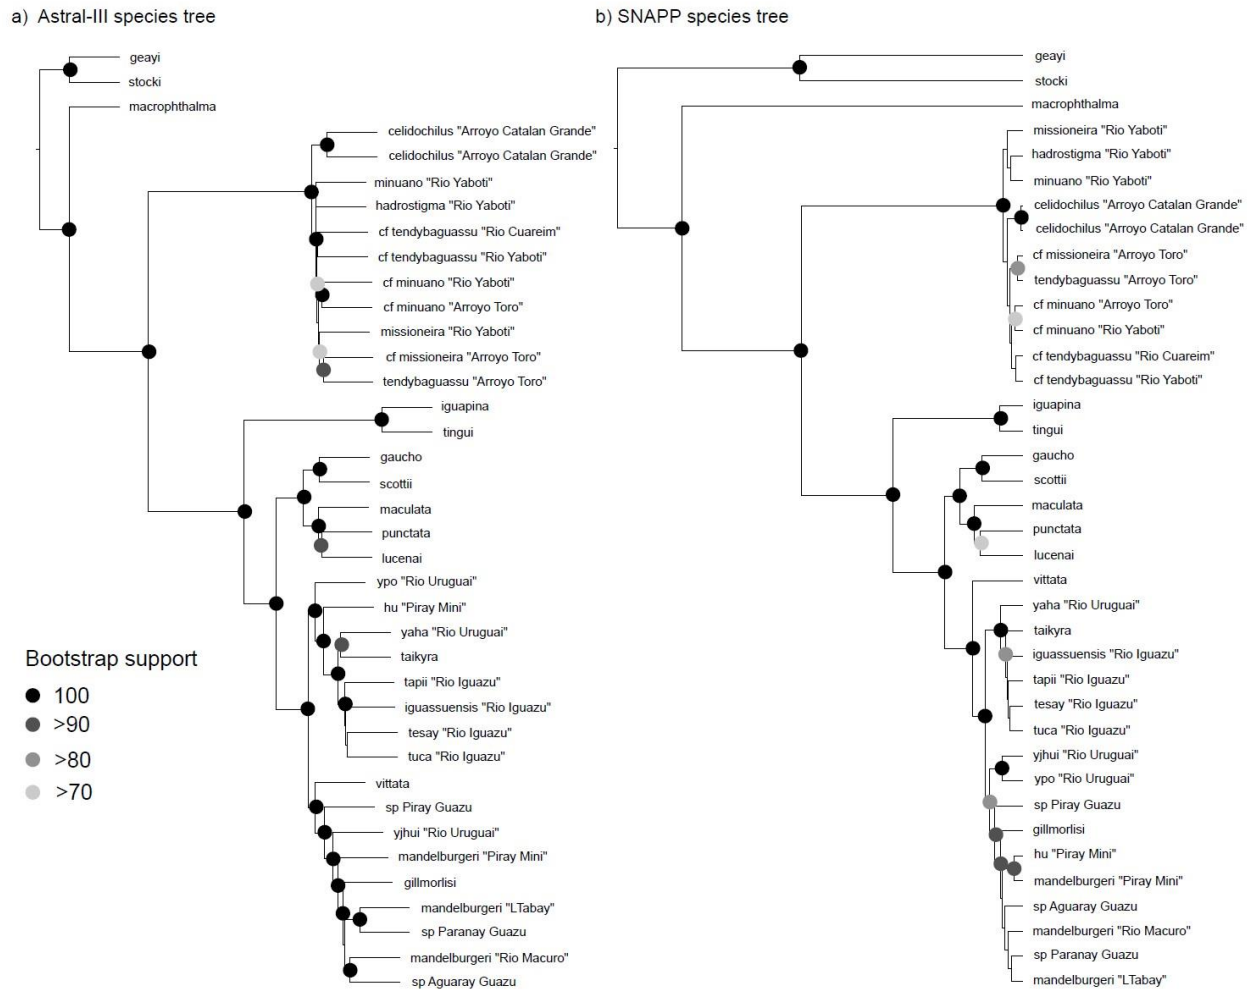 a) Astral-III species tree
geayi
stocki
macrophthalma
celidochilus "Arroyo Catalan Grande"
celidochilus "Arroyo Catalan Grande"
minuano "Rio Yaboti"
hadrostigma "Rio Yaboti"
cf tendybaguassu "Rio Cuareim"
cf tendybaguassu "Rio Yaboti"
cf minuano "Rio Yaboti"
cf minuano "Arroyo Toro"
missioneira "Rio Yaboti"
cf missioneira "Arroyo Toro"
tendybaguassu "Arroyo Toro"
iguapina
tingui
gaucho
scottii
maculata
punctata
lucenai
ypo "Rio Uruguai"
hu "Piray Mini"
yaha "Rio Uruguai"
taikyra
tapii "Rio Iguazu"
iguassuensis "Rio Iguazu"
tesay "Rio Iguazu"
tuca "Rio Iguazu"
vittata
sp Piray Guazu
yjhui "Rio Uruguai"
mandelburgeri "Piray Mini"
gillmorlisi
mandelburgeri "LTabay"
sp Paranay Guazu
mandelburgeri "Rio Macuro"
sp Aguaray Guazu
Bootstrap support
100
>90
>80
>70
b) SNAPP species tree
geayi
stocki
macrophthalma
missioneira "Rio Yaboti"
hadrostigma "Rio Yaboti"
minuano "Rio Yaboti"
celidochilus "Arroyo Catalan Grande"
celidochilus "Arroyo Catalan Grande"
cf missioneira "Arroyo Toro"
tendybaguassu "Arroyo Toro"
cf minuano "Arroyo Toro"
cf minuano "Rio Yaboti"
cf tendybaguassu "Rio Cuareim"
cf tendybaguassu "Rio Yaboti"
iguapina
tingui
gaucho
scottii
maculata
punctata
lucenai
vittata
yaha "Rio Uruguai"
taikyra
iguassuensis "Rio Iguazu"
tapii "Rio Iguazu"
tesay "Rio Iguazu"
tuca "Rio Iguazu"
yjhui "Rio Uruguai"
ypo "Rio Uruguai"
sp Piray Guazu
gillmorlisi
hu "Piray Mini"
mandelburgeri "Piray Mini"
sp Aguaray Guazu
mandelburgeri "Rio Macuro"
sp Paranay Guazu
mandelburgeri "LTabay"